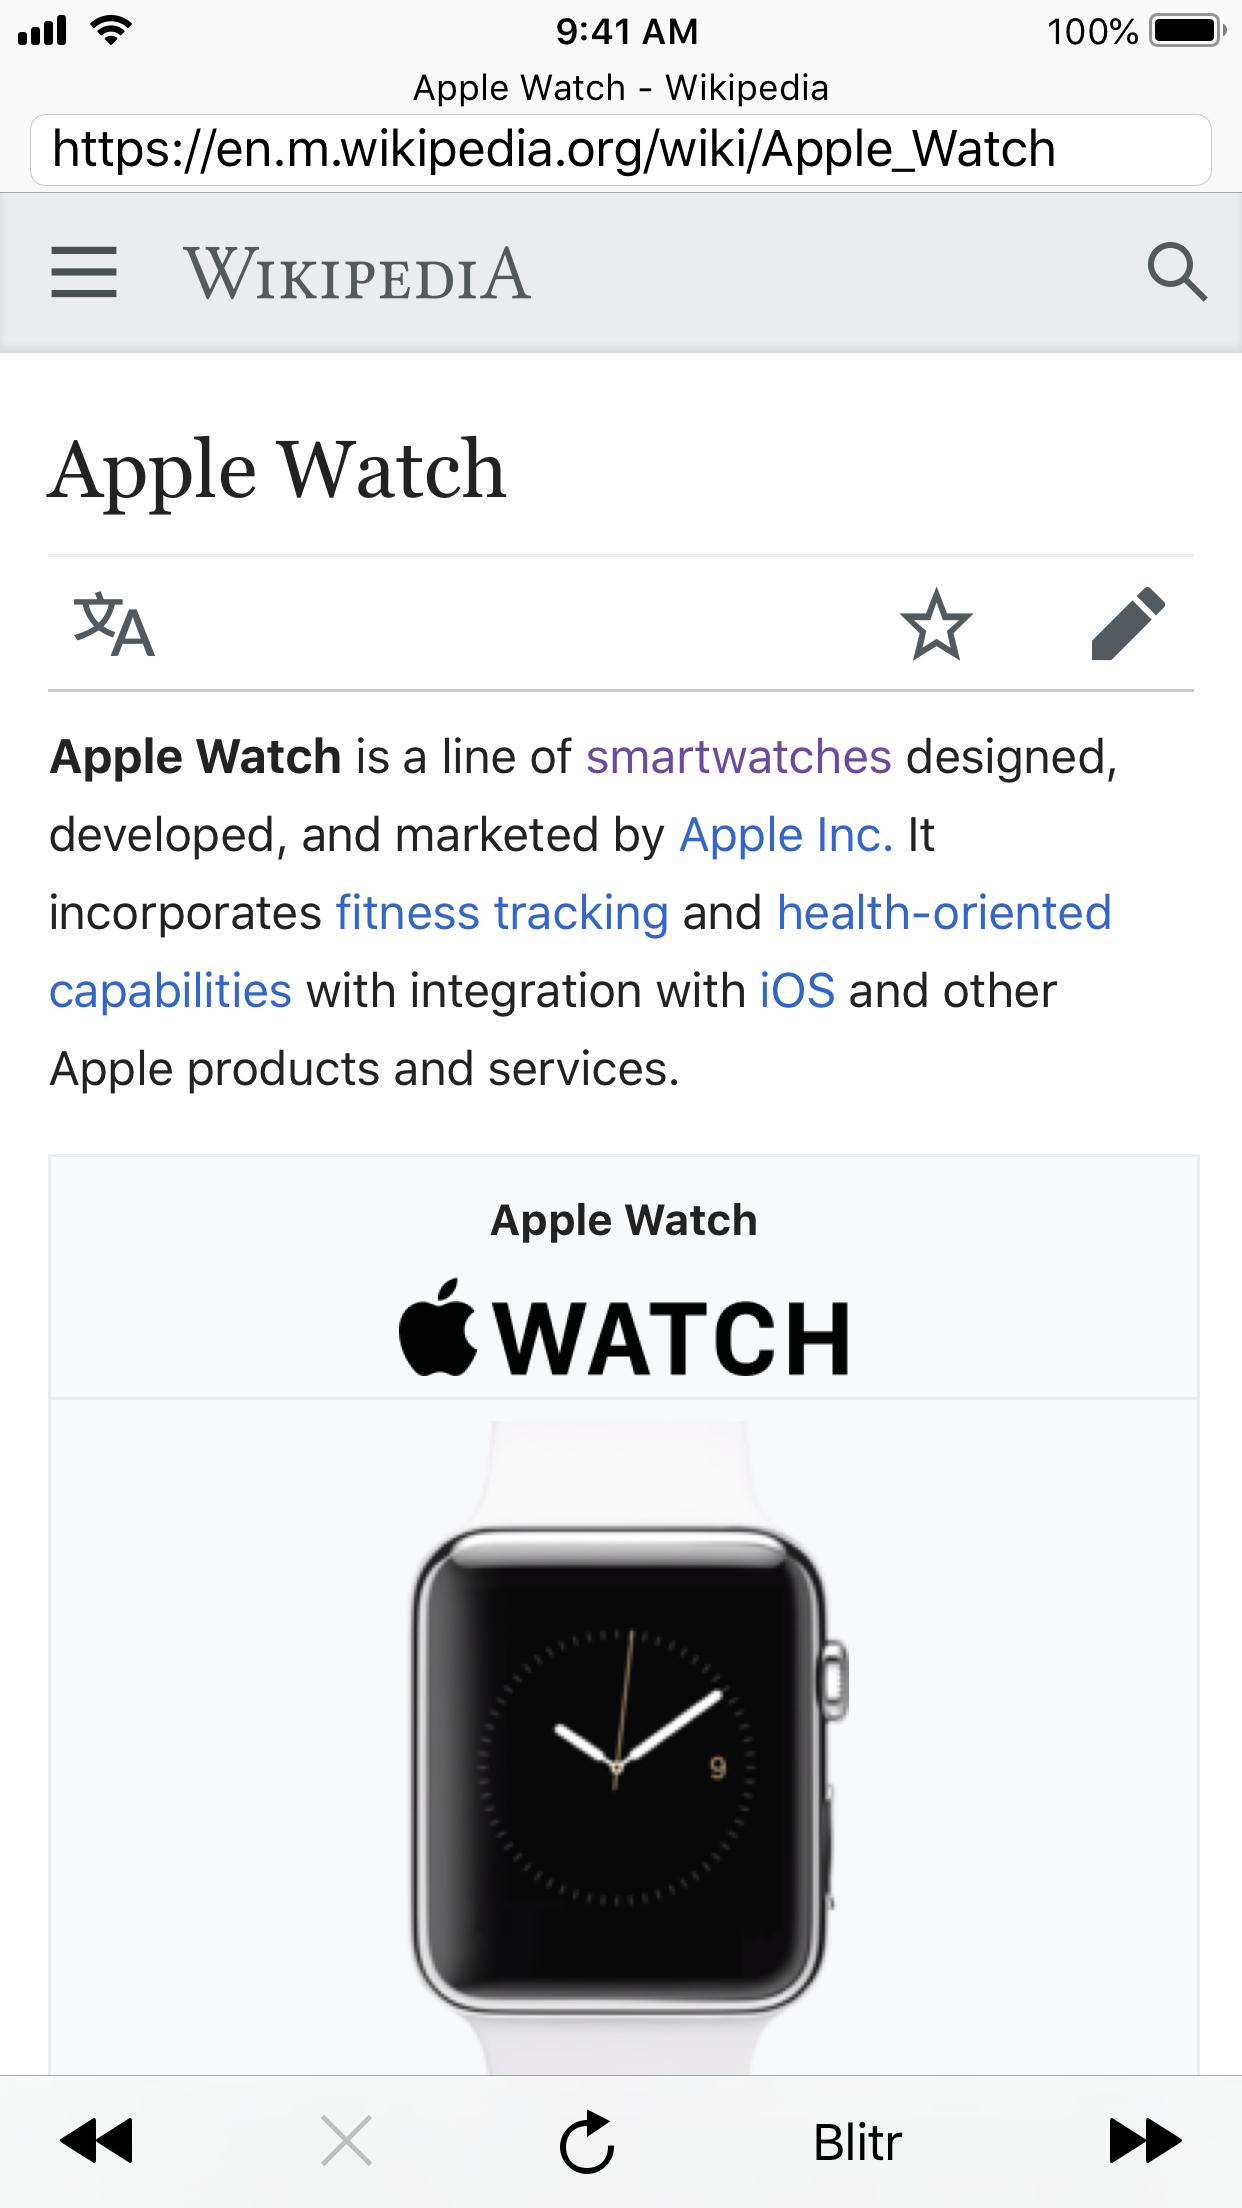 9:41 AM
100%
Apple Watch - Wikipedia
https://en.m.wikipedia.org/wiki/Apple_Watch
WIKIPEDIA
Apple Watch
文A
Apple Watch is a line of smartwatches designed,
developed, and marketed by Apple Inc. It
incorporates fitness tracking and health-oriented
capabilities with integration with iOS and other
Apple products and services.
Apple Watch
WATCH
9
Blitr